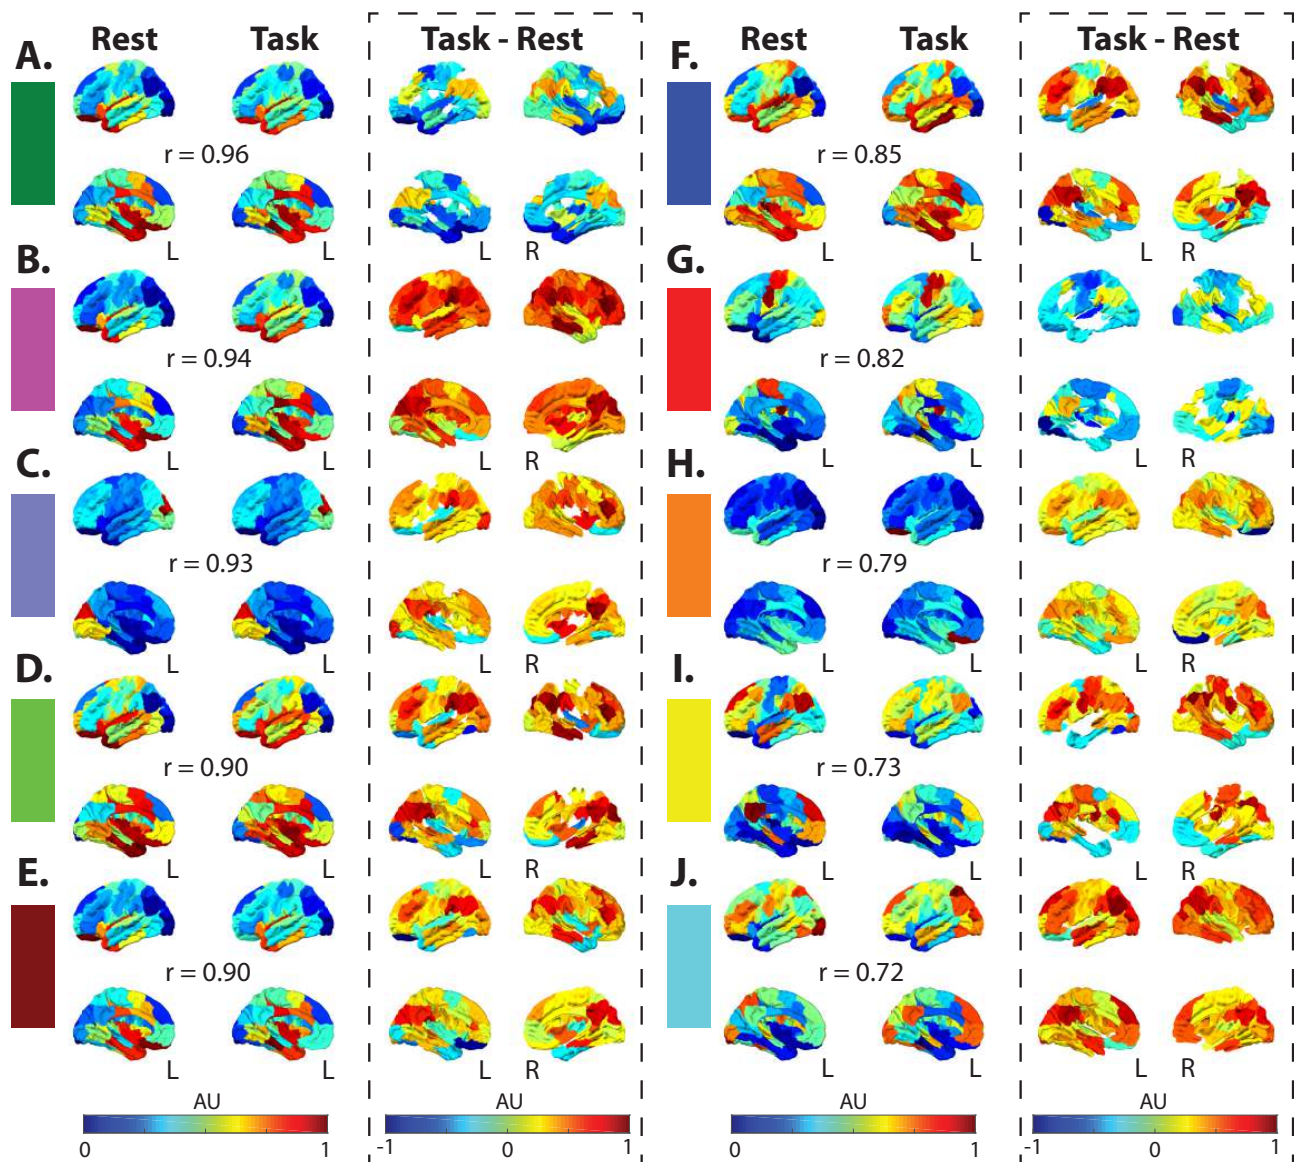 Rest Task Task - Rest Rest Task Task - Rest
A. F.
r = 0.96 r = 0.85
L L L R L L L R
B. G.
r = 0.94 r = 0.82
L L L R L L L R
C. H.
r = 0.93 r = 0.79
L L L R L L L R
D. I.
r = 0.90 r = 0.73
L L L R L L L R
E. J.
r = 0.90 r = 0.72
L L L R L L L R
AU AU
0 1 -1 0 1 0 1 -1 0 1